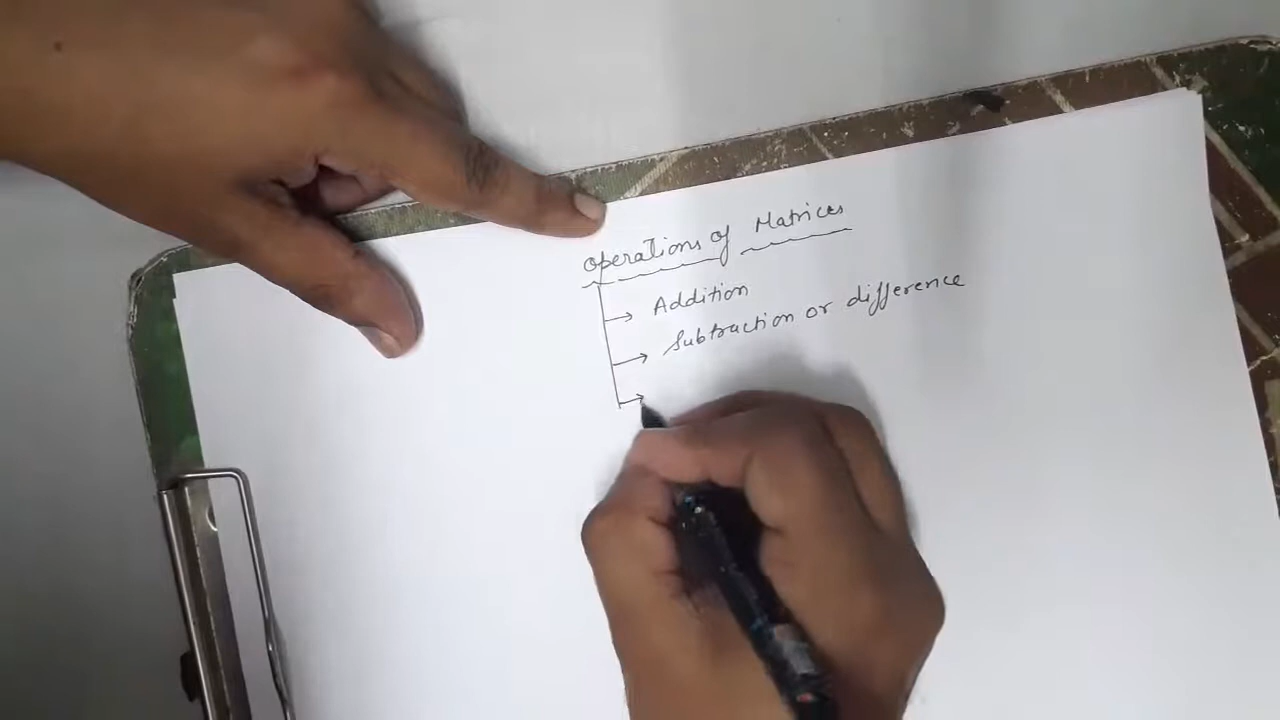 Operations of Matrices
Addition
Subtraction or difference